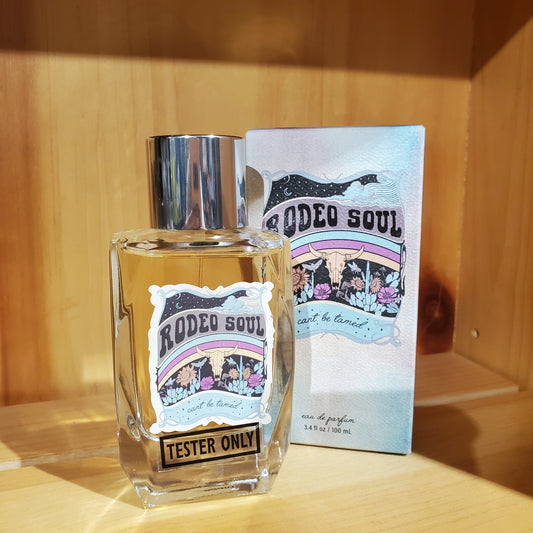 RODEO SOUL
can't be tamed
TESTER ONLY
RODEO SOUL
can't be tamed
eau de parfum
3.4 fl oz / 100 mL